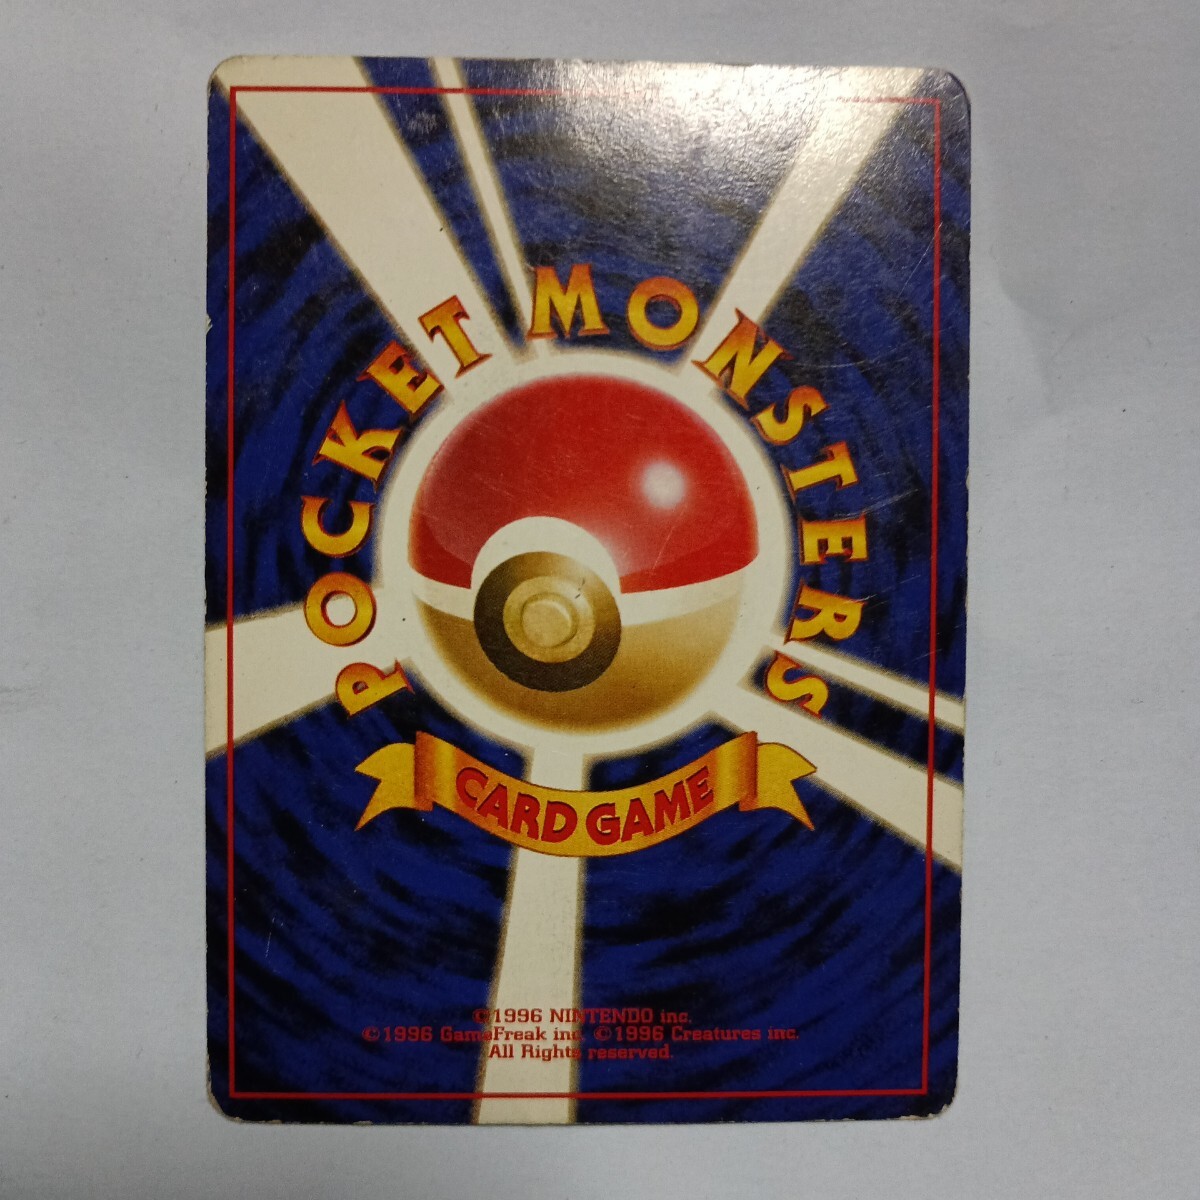 POCKET MONSTERS
CARD GAME
©1996 NINTENDO inc.
©1996 GameFreak inc. ©1996 Creatures inc.
All Rights reserved.